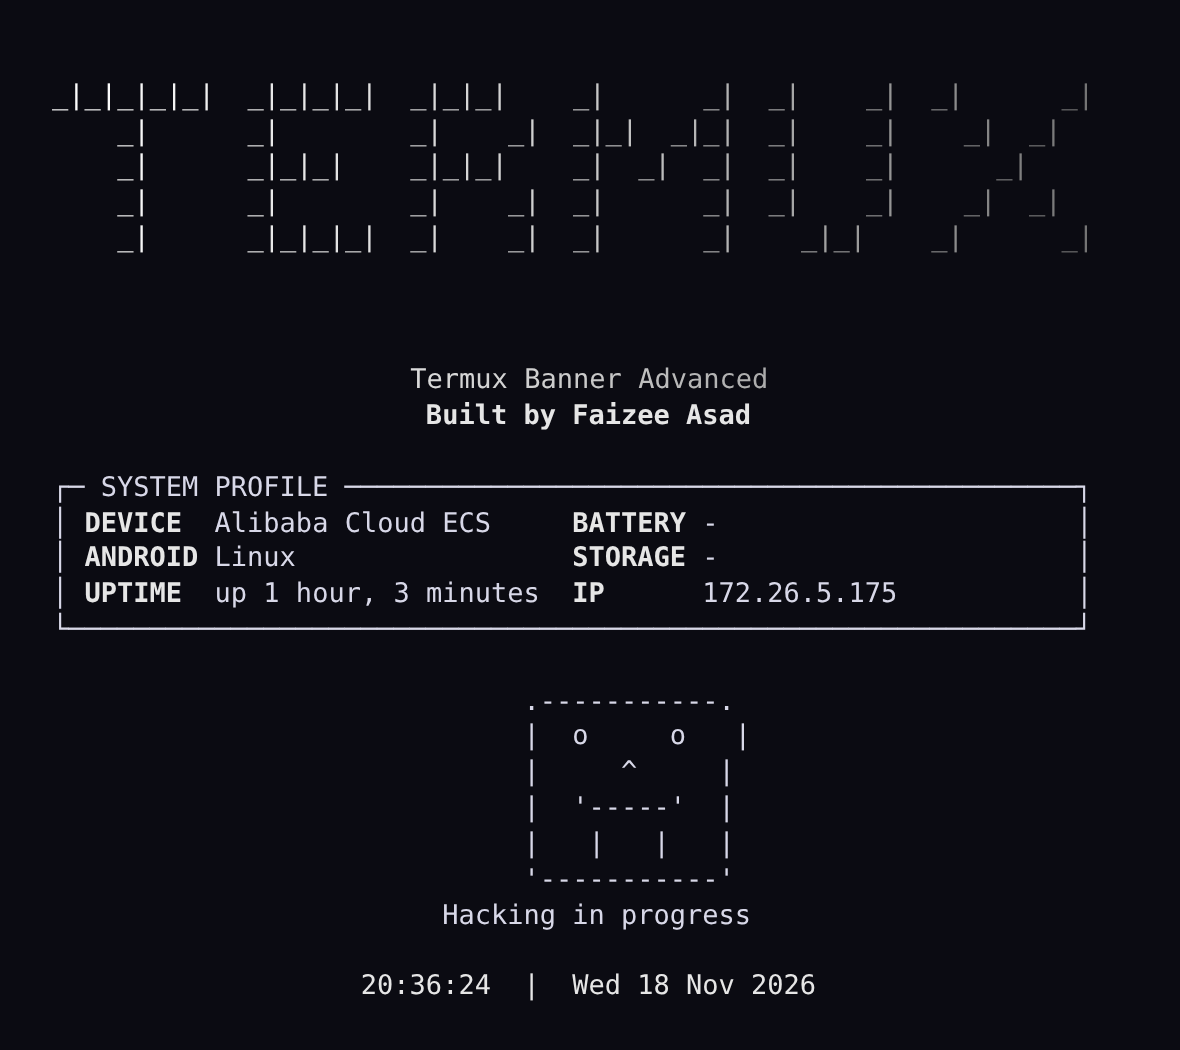 TERMUX
Termux Banner Advanced
Built by Faizee Asad
SYSTEM PROFILE
DEVICE Alibaba Cloud ECS BATTERY -
ANDROID Linux STORAGE -
UPTIME up 1 hour, 3 minutes IP 172.26.5.175
Hacking in progress
20:36:24 | Wed 18 Nov 2026